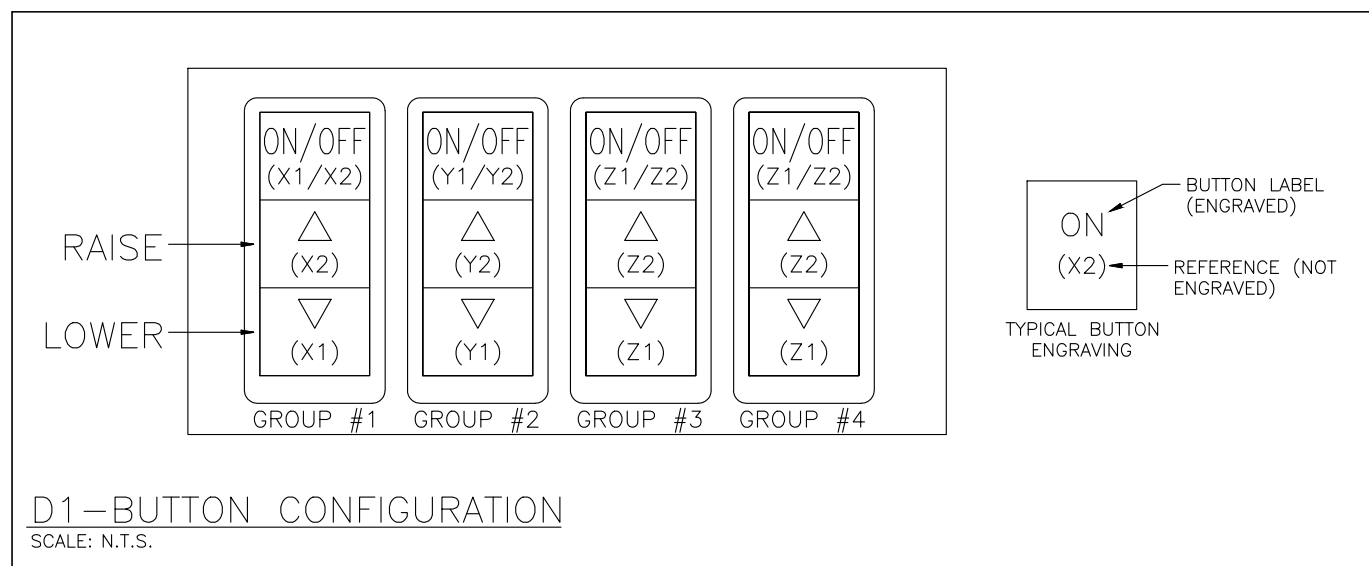 ON/OFF
(X1/X2)
(X2)
(X1)
GROUP #1
ON/OFF
(Y1/Y2)
(Y2)
(Y1)
GROUP #2
ON/OFF
(Z1/Z2)
(Z2)
(Z1)
GROUP #3
ON/OFF
(Z1/Z2)
(Z2)
(Z1)
GROUP #4
RAISE
LOWER
ON
(X2)
BUTTON LABEL
(ENGRAVED)
REFERENCE (NOT
ENGRAVED)
TYPICAL BUTTON
ENGRAVING
D1-BUTTON CONFIGURATION
SCALE: N.T.S.